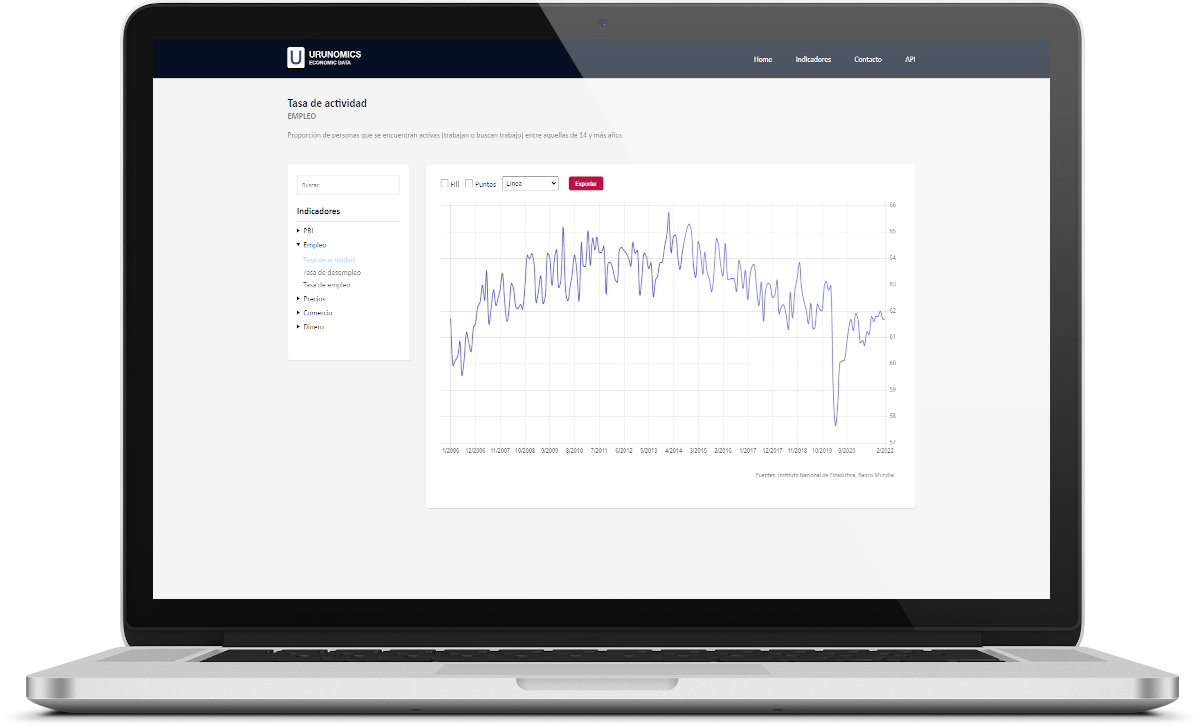 URUNOMICS
ECONOMIC DATA
Home Indicadores Contacto API
Tasa de actividad
EMPLEO
Proporción de personas que se encuentran activas (trabajan o buscan trabajo) entre aquellas de 14 y más años
Buscar
Fill Puntos Línea Exportar
Indicadores
PBI
Empleo
Tasa de actividad
Tasa de desempleo
Tasa de empleo
Precios
Comercio
Dinero
66
65
64
63
62
61
60
59
58
57
1/2006 12/2006 11/2007 10/2008 9/2009 8/2010 7/2011 6/2012 5/2013 4/2014 3/2015 2/2016 1/2017 12/2017 11/2018 10/2019 9/2020 2/2022
Fuentes: Instituto Nacional de Estadística, Banco Mundial